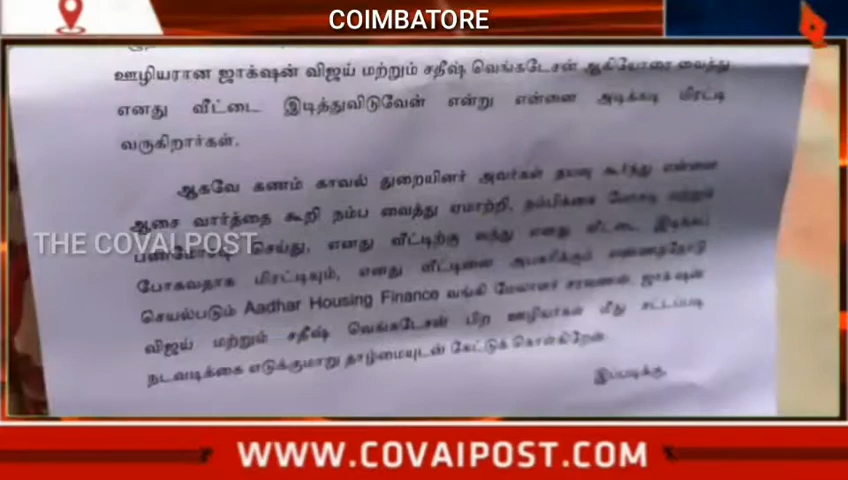 COIMBATORE
ஊழியரான ஜாக்ஷன் விஜய் மற்றும் சதீஷ் வெங்கடேசன் ஆகியோரை வைத்து
எனது வீட்டை இடித்துவிடுவேன் என்று என்னை அடிக்கடி மிரட்டி
வருகிறார்கள்.
ஆகவே கணம் காவல் துறையினர் அவர்கள் தயவு கூர்ந்து என்னை
ஆசை வார்த்தை கூறி நம்ப வைத்து ஏமாற்றி, நம்பிக்கை மோசடி மற்றும்
THE COVAI POST
செய்து, எனது வீட்டிற்கு வந்து எனது வீட்டை இடிக்கப்
போகவதாக மிரட்டியும், எனது வீட்டினை அபகரிக்கும் எண்ணத்தோடு
செயல்படும் Aadhar Housing Finance வங்கி மேலாளர் சரவணன், ஜாக்ஷன்
விஜய் மற்றும் சதீஷ் வெங்கடேசன் பிற ஊழியர்கள் மீது சட்டப்படி
நடவடிக்கை எடுக்குமாறு தாழ்மையுடன் கேட்டுக் கொள்கிறேன்.
இப்படிக்கு,
WWW.COVAIPOST.COM